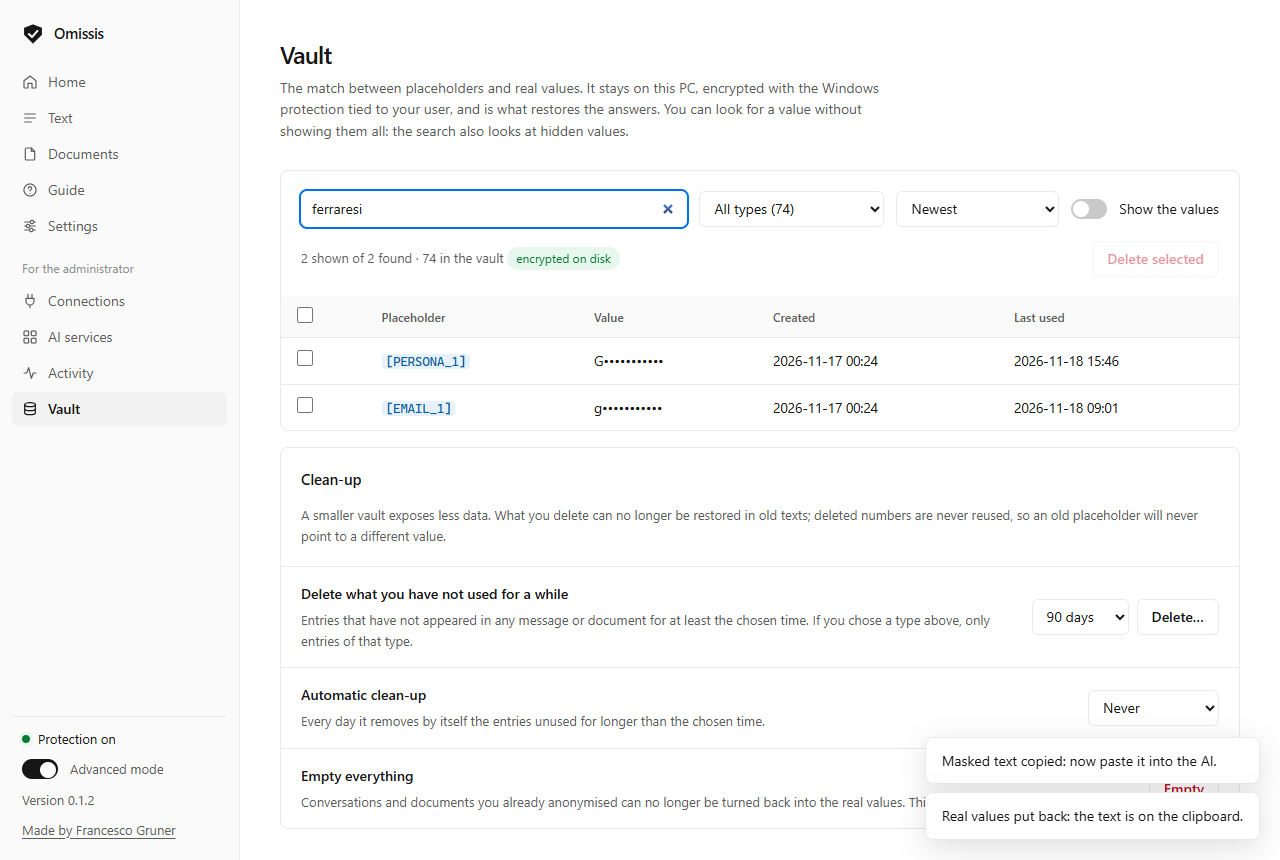 Omissis
Home
Text
Documents
Guide
Settings
For the administrator
Connections
AI services
Activity
Vault
Protection on
Advanced mode
Version 0.1.2
Made by Francesco Gruner
Vault
The match between placeholders and real values. It stays on this PC, encrypted with the Windows
protection tied to your user, and is what restores the answers. You can look for a value without
showing them all: the search also looks at hidden values.
ferraresi
All types (74)
Newest
Show the values
2 shown of 2 found · 74 in the vault encrypted on disk
Delete selected
Placeholder Value Created Last used
[PERSONA_1] G••••••••••• 2026-11-17 00:24 2026-11-18 15:46
[EMAIL_1] g••••••••••• 2026-11-17 00:24 2026-11-18 09:01
Clean-up
A smaller vault exposes less data. What you delete can no longer be restored in old texts; deleted numbers are never reused, so an old placeholder will never
point to a different value.
Delete what you have not used for a while
Entries that have not appeared in any message or document for at least the chosen time. If you chose a type above, only
entries of that type.
90 days
Delete...
Automatic clean-up
Every day it removes by itself the entries unused for longer than the chosen time.
Never
Empty everything
Conversations and documents you already anonymised can no longer be turned back into the real values.
Empty
Masked text copied: now paste it into the AI.
Real values put back: the text is on the clipboard.